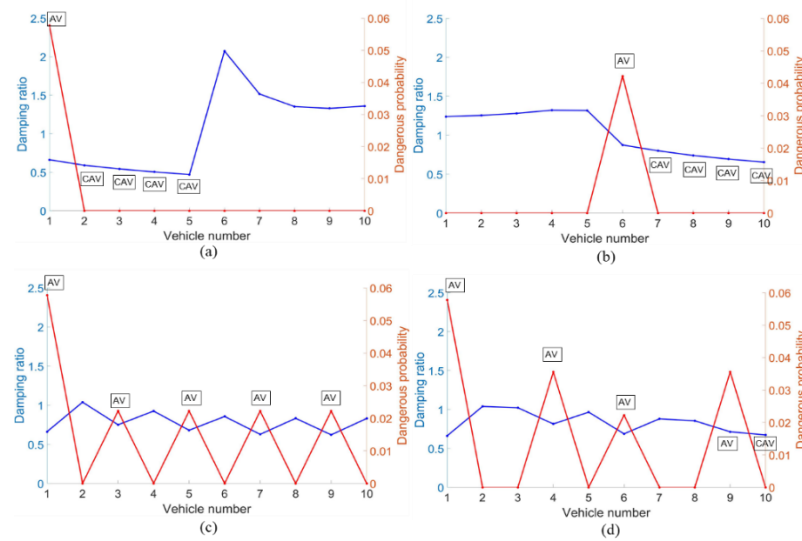 AV
2.5
2
1.5
1
0.5
0
Damping ratio
CAV
CAV
CAV
CAV
0.06
0.05
0.04
0.03
0.02
0.01
0
Dangerous probability
1 2 3 4 5 6 7 8 9 10
Vehicle number
(a)
2.5
2
1.5
1
0.5
0
Damping ratio
AV
CAV
CAV
CAV
CAV
0.06
0.05
0.04
0.03
0.02
0.01
0
Dangerous probability
1 2 3 4 5 6 7 8 9 10
Vehicle number
(b)
AV
2.5
2
1.5
1
0.5
0
Damping ratio
AV
AV
AV
AV
0.06
0.05
0.04
0.03
0.02
0.01
0
Dangerous probability
1 2 3 4 5 6 7 8 9 10
Vehicle number
(c)
AV
2.5
2
1.5
1
0.5
0
Damping ratio
AV
AV
AV
CAV
0.06
0.05
0.04
0.03
0.02
0.01
0
Dangerous probability
1 2 3 4 5 6 7 8 9 10
Vehicle number
(d)